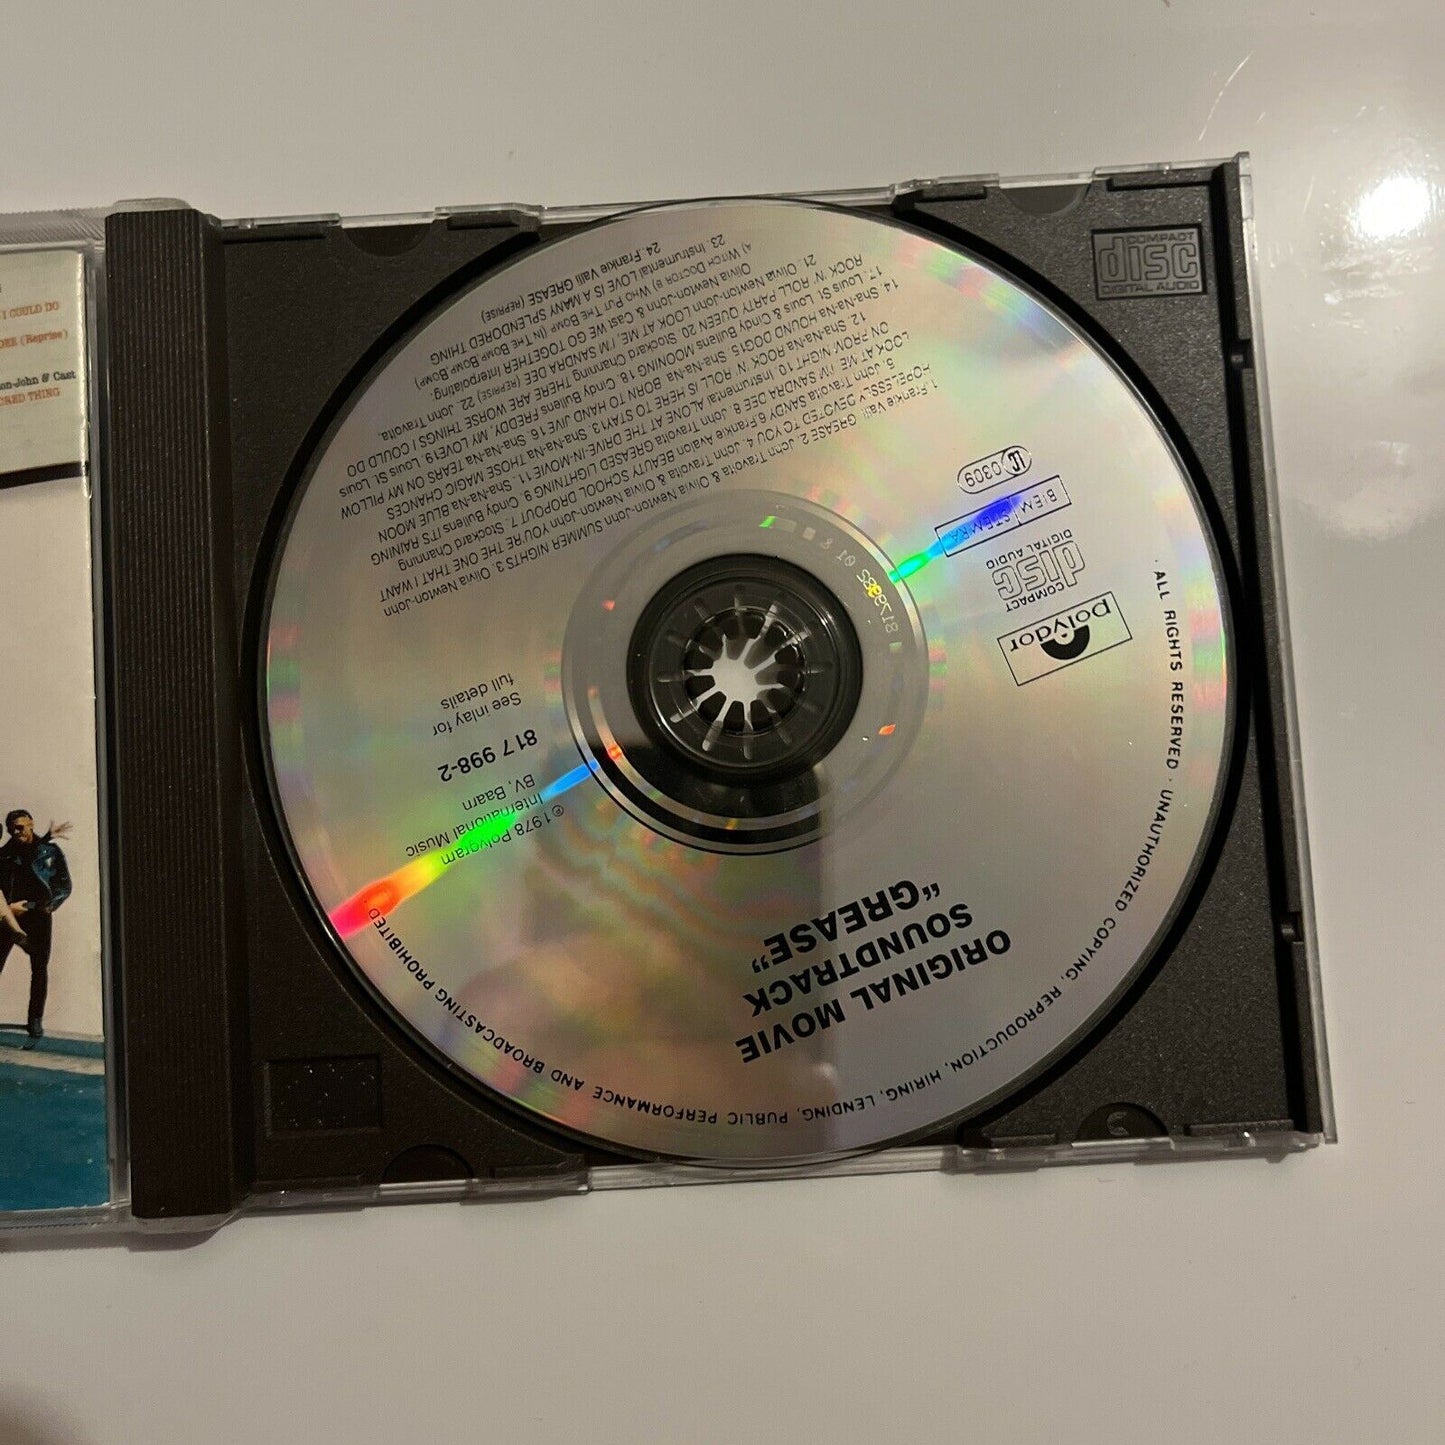 ORIGINAL MOVIE
SOUNDTRACK
“GREASE”
℗ 1978 Polygram
International Music
BV, Baarn
817 998-2
See inlay for
full details
polydor
COMPACT
disc
DIGITAL AUDIO
BIEM STEMRA
LC 0309
1. Frankie Valli GREASE 2. John Travolta & Olivia Newton-John SUMMER NIGHTS 3. Olivia Newton-John
HOPELESSLY DEVOTED TO YOU 4. John Travolta & Olivia Newton-John YOU'RE THE ONE THAT I WANT
5. John Travolta SANDY 6. Frankie Avalon BEAUTY SCHOOL DROPOUT 7. Stockard Channing
LOOK AT ME I'M SANDRA DEE 8. John Travolta GREASED LIGHTNING 9 Cindy Bullens IT'S RAINING
ON PROM NIGHT 10. Instrumental ALONE AT THE DRIVE-IN-MOVIE 11. Sha-Na-Na BLUE MOON
12. Sha-Na-Na ROCK 'N' ROLL IS HERE TO STAY 13. Sha-Na-Na THOSE MAGIC CHANCES
14. Sha-Na-Na HOUND DOG 15 Sha-Na-Na BORN TO HAND JIVE 16. Sha-Na-Na TEARS ON MY PILLOW
17. Louis St. Louis & Cindy Bullens MOONING 18. Cindy Bullens FREDDY, MY LOVE 19. Louis St. Louis
ROCK 'N' ROLL PARTY QUEEN 20 Stockard Channing THERE ARE WORSE THINGS I COULD DO
21. Olivia Newton-John LOOK AT ME, I'M SANDRA DEE (REPRISE) 22. John Travolta,
Olivia Newton-John & Cast WE GO TOGETHER Interpolating:
A) WITCH DOCTOR B) WHO PUT THE BOMP (IN THE BOMP BOMP BOMP)
23. Instrumental LOVE IS A MANY SPLENDORED THING
24. Frankie Valli GREASE (REPRISE)
. ALL RIGHTS RESERVED · UNAUTHORIZED COPYING, REPRODUCTION, HIRING, LENDING, PUBLIC PERFORMANCE AND BROADCASTING PROHIBITED.
COMPACT
disc
DIGITAL AUDIO
I COULD DO
DEE (Reprise)
on-John & Cast
RED THING